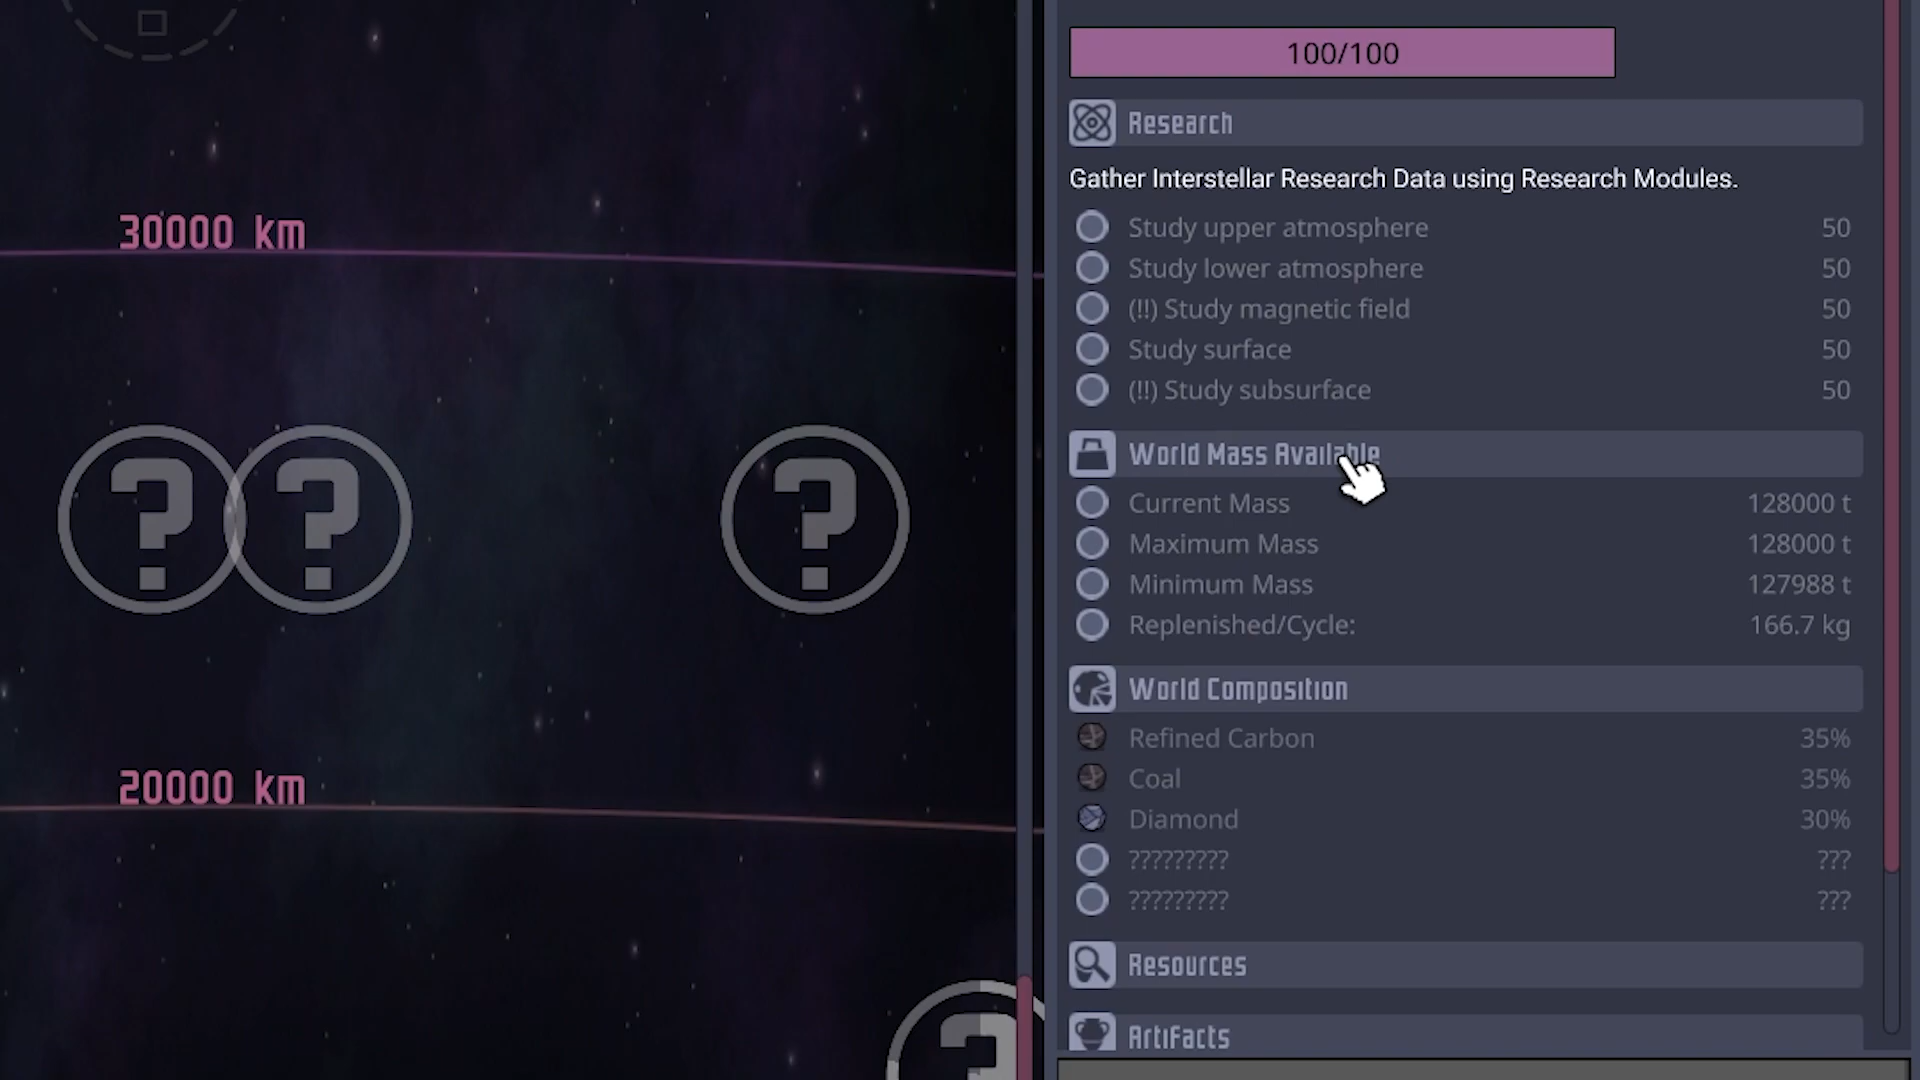 30000 km
?
?
?
20000 km
?
100/100
Research
Gather Interstellar Research Data using Research Modules.
Study upper atmosphere 50
Study lower atmosphere 50
(!!) Study magnetic field 50
Study surface 50
(!!) Study subsurface 50
World Mass Available
Current Mass 128000 t
Maximum Mass 128000 t
Minimum Mass 127988 t
Replenished/Cycle: 166.7 kg
World Composition
Refined Carbon 35%
Coal 35%
Diamond 30%
????????? ???
????????? ???
Resources
Artifacts